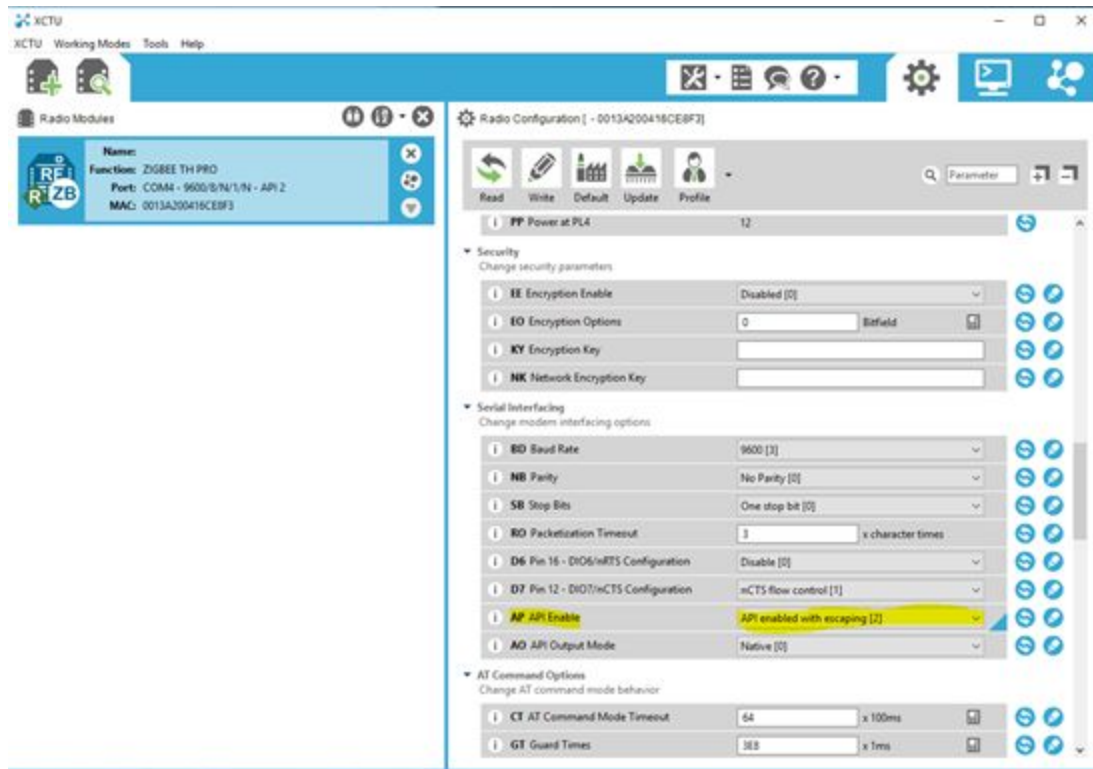 XCTU
XCTU Working Modes Tools Help
Radio Modules
Radio Configuration [ - 0013A200416CE8F3]
Name:
Function: ZIGBEE TH PRO
Port: COM4 - 9600/8/N/1/N - API 2
MAC: 0013A200416CE8F3
RE
R ZB
Read Write Default Update Profile
Parameter
i PP Power at PL4 12
Security
Change security parameters
i EE Encryption Enable Disabled [0]
i EO Encryption Options 0 Bitfield
i KY Encryption Key
i NK Network Encryption Key
Serial Interfacing
Change modem interfacing options
i BD Baud Rate 9600 [3]
i NB Parity No Parity [0]
i SB Stop Bits One stop bit [0]
i RO Packetization Timeout 3 x character times
i D6 Pin 16 - DIO6/nRTS Configuration Disable [0]
i D7 Pin 12 - DIO7/nCTS Configuration nCTS flow control [1]
i AP API Enable API enabled with escaping [2]
i AO API Output Mode Native [0]
AT Command Options
Change AT command mode behavior
i CT AT Command Mode Timeout 64 x 100ms
i GT Guard Times 3E8 x 1ms